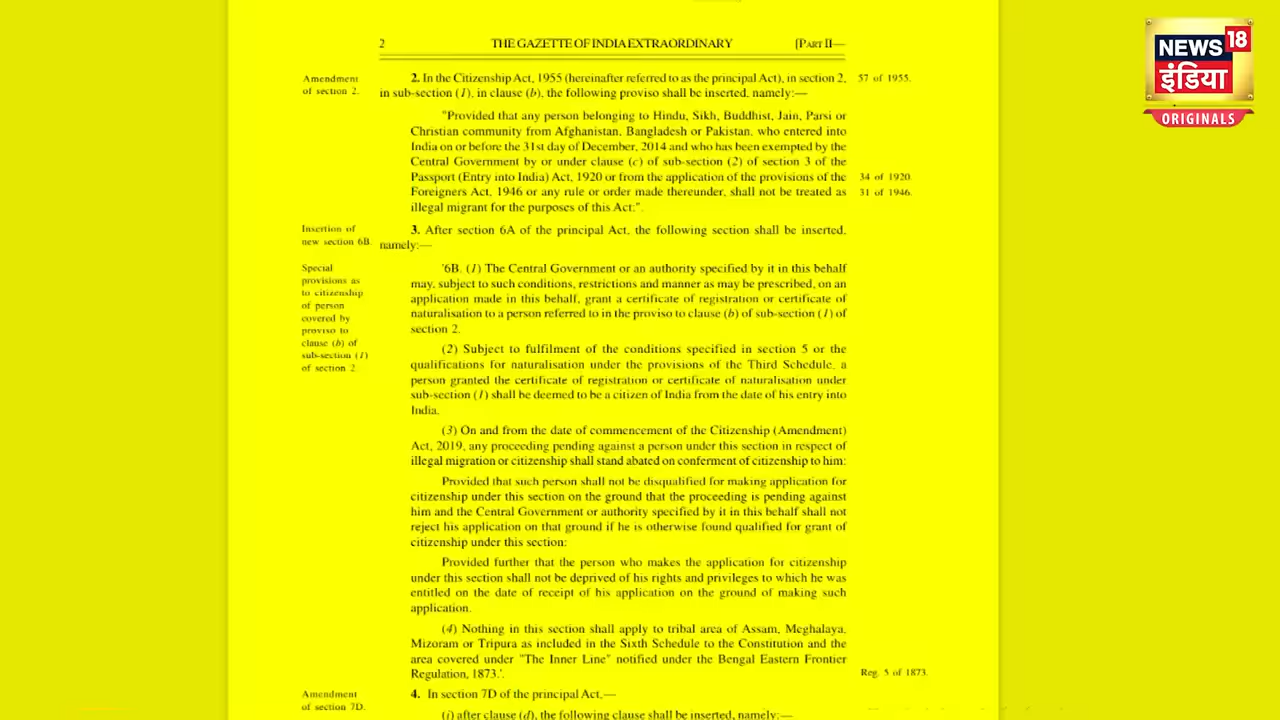 2 THE GAZETTE OF INDIA EXTRAORDINARY [PART II—
NEWS 18
इंडिया
ORIGINALS
Amendment
of section 2.
2. In the Citizenship Act, 1955 (hereinafter referred to as the principal Act), in section 2,
in sub-section (1), in clause (b), the following proviso shall be inserted, namely:—
57 of 1955.
"Provided that any person belonging to Hindu, Sikh, Buddhist, Jain, Parsi or
Christian community from Afghanistan, Bangladesh or Pakistan, who entered into
India on or before the 31st day of December, 2014 and who has been exempted by the
Central Government by or under clause (c) of sub-section (2) of section 3 of the
Passport (Entry into India) Act, 1920 or from the application of the provisions of the
Foreigners Act, 1946 or any rule or order made thereunder, shall not be treated as
illegal migrant for the purposes of this Act;".
34 of 1920.
31 of 1946.
Insertion of
new section 6B.
3. After section 6A of the principal Act, the following section shall be inserted,
namely:—
Special
provisions as
to citizenship
of person
covered by
proviso to
clause (b) of
sub-section (1)
of section 2.
'6B. (1) The Central Government or an authority specified by it in this behalf
may, subject to such conditions, restrictions and manner as may be prescribed, on an
application made in this behalf, grant a certificate of registration or certificate of
naturalisation to a person referred to in the proviso to clause (b) of sub-section (1) of
section 2.
(2) Subject to fulfilment of the conditions specified in section 5 or the
qualifications for naturalisation under the provisions of the Third Schedule, a
person granted the certificate of registration or certificate of naturalisation under
sub-section (1) shall be deemed to be a citizen of India from the date of his entry into
India.
(3) On and from the date of commencement of the Citizenship (Amendment)
Act, 2019, any proceeding pending against a person under this section in respect of
illegal migration or citizenship shall stand abated on conferment of citizenship to him:
Provided that such person shall not be disqualified for making application for
citizenship under this section on the ground that the proceeding is pending against
him and the Central Government or authority specified by it in this behalf shall not
reject his application on that ground if he is otherwise found qualified for grant of
citizenship under this section:
Provided further that the person who makes the application for citizenship
under this section shall not be deprived of his rights and privileges to which he was
entitled on the date of receipt of his application on the ground of making such
application.
(4) Nothing in this section shall apply to tribal area of Assam, Meghalaya,
Mizoram or Tripura as included in the Sixth Schedule to the Constitution and the
area covered under "The Inner Line" notified under the Bengal Eastern Frontier
Regulation, 1873.'.
Reg. 5 of 1873.
Amendment
of section 7D.
4. In section 7D of the principal Act,—
(i) after clause (d), the following clause shall be inserted, namely:—